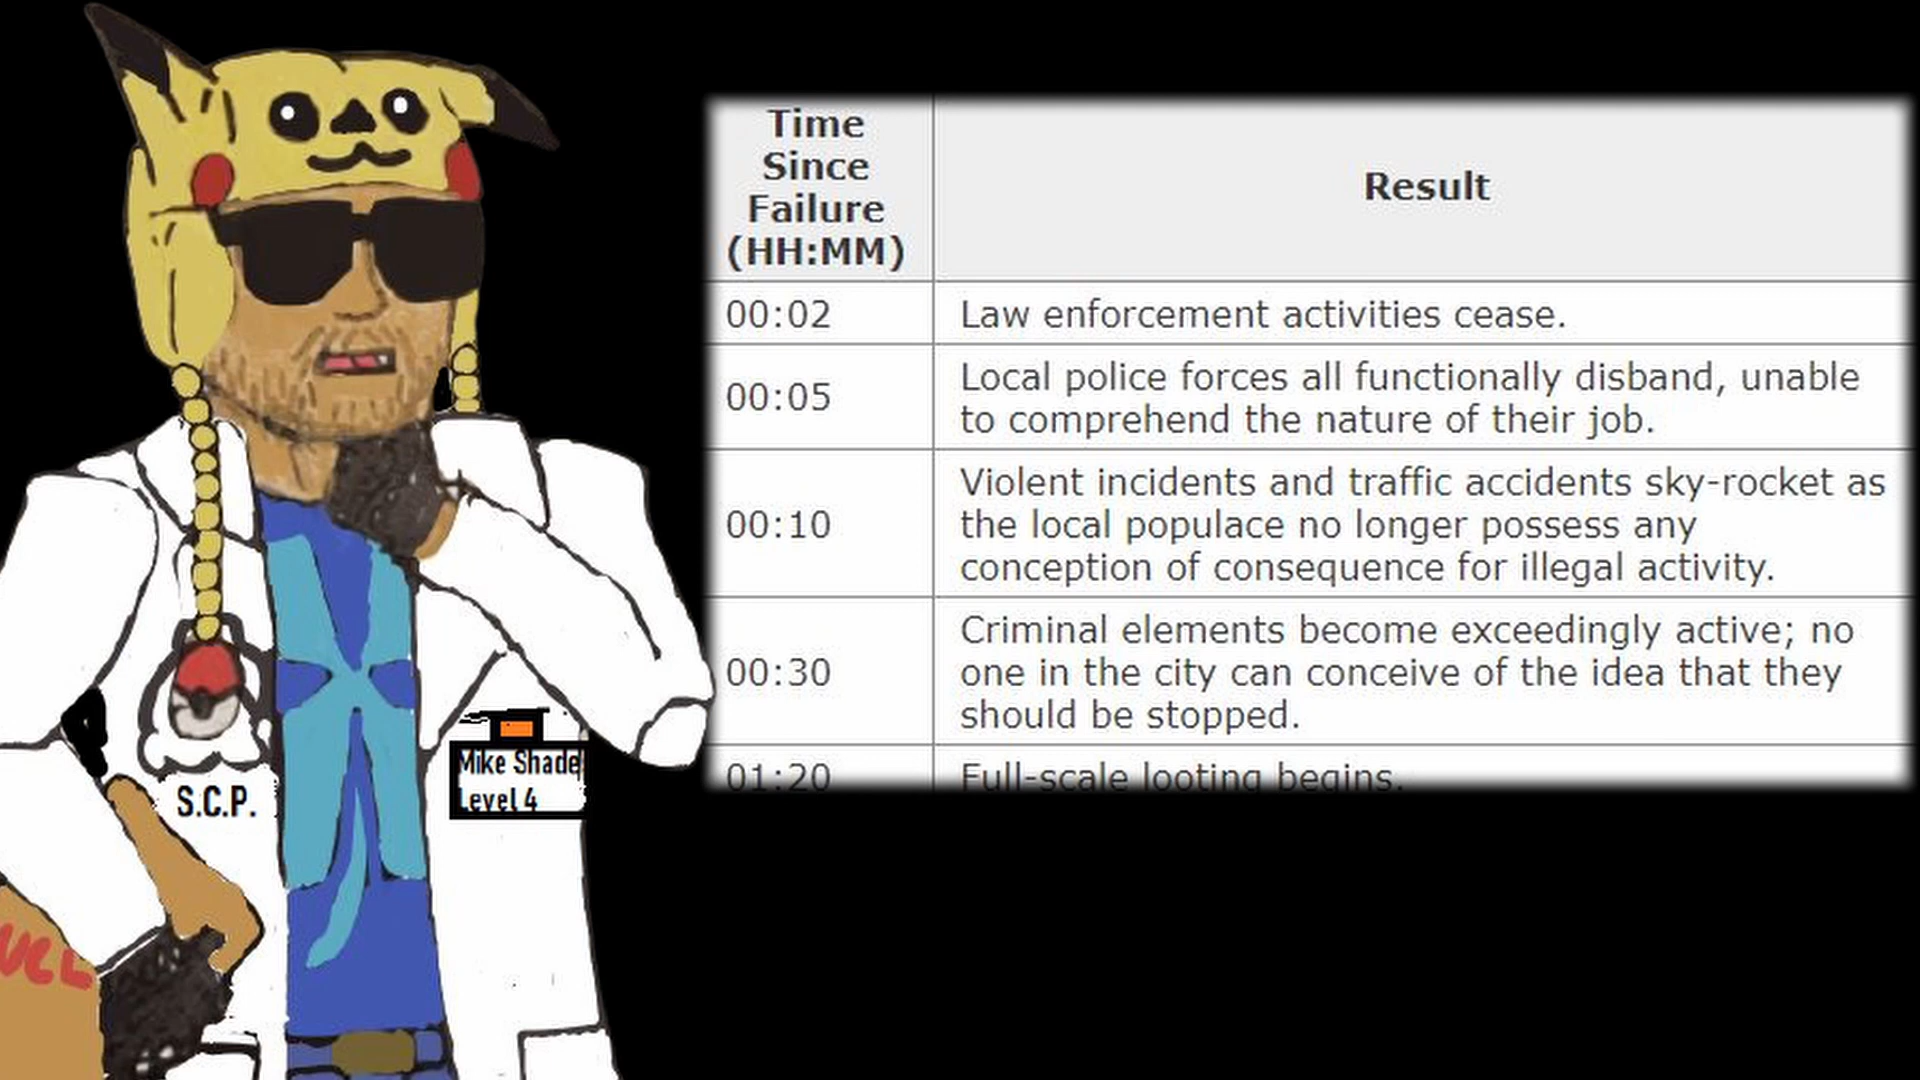 Time
Since
Failure
(HH:MM)
Result
00:02
Law enforcement activities cease.
00:05
Local police forces all functionally disband, unable
to comprehend the nature of their job.
00:10
Violent incidents and traffic accidents sky-rocket as
the local populace no longer possess any
conception of consequence for illegal activity.
00:30
Criminal elements become exceedingly active; no
one in the city can conceive of the idea that they
should be stopped.
01:20
Full-scale looting begins.
Mike Shade
Level 4
S.C.P.